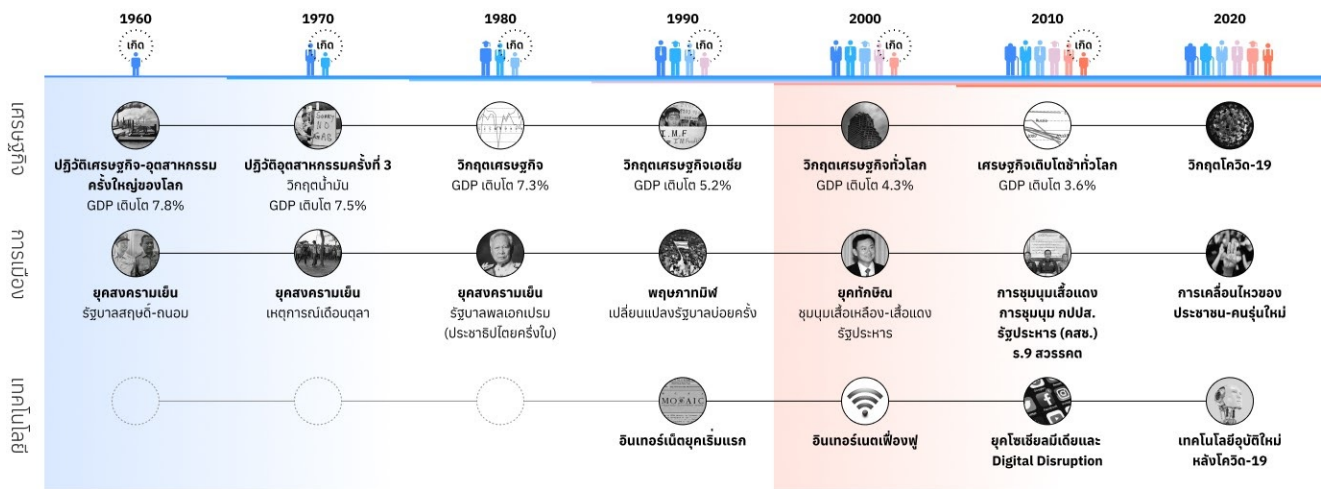 1960
1970
1980
1990
2000
2010
2020
เกิด
เกิด
เกิด
เกิด
เกิด
เกิด
เศรษฐกิจ
ปฏิวัติเศรษฐกิจ-อุตสาหกรรม
ครั้งใหญ่ของโลก
GDP เติบโต 7.8%
ปฏิวัติอุตสาหกรรมครั้งที่ 3
วิกฤตน้ำมัน
GDP เติบโต 7.5%
วิกฤตเศรษฐกิจ
GDP เติบโต 7.3%
I.M.F
วิกฤตเศรษฐกิจเอเชีย
GDP เติบโต 5.2%
วิกฤตเศรษฐกิจทั่วโลก
GDP เติบโต 4.3%
เศรษฐกิจเติบโตช้าทั่วโลก
GDP เติบโต 3.6%
วิกฤตโควิด-19
การเมือง
ยุคสงครามเย็น
รัฐบาลสฤษดิ์-ถนอม
ยุคสงครามเย็น
เหตุการณ์เดือนตุลา
ยุคสงครามเย็น
รัฐบาลพลเอกเปรม
(ประชาธิปไตยครึ่งใบ)
พฤษภาทมิฬ
เปลี่ยนแปลงรัฐบาลบ่อยครั้ง
ยุคทักษิณ
ชุมนุมเสื้อเหลือง-เสื้อแดง
รัฐประหาร
การชุมนุมเสื้อแดง
การชุมนุม กปปส.
รัฐประหาร (คสช.)
ร.9 สวรรคต
การเคลื่อนไหวของ
ประชาชน-คนรุ่นใหม่
เทคโนโลยี
MOSAIC
อินเทอร์เน็ตยุคเริ่มแรก
อินเทอร์เนตเฟื่องฟู
ยุคโซเชียลมีเดียและ
Digital Disruption
เทคโนโลยีอุบัติใหม่
หลังโควิด-19